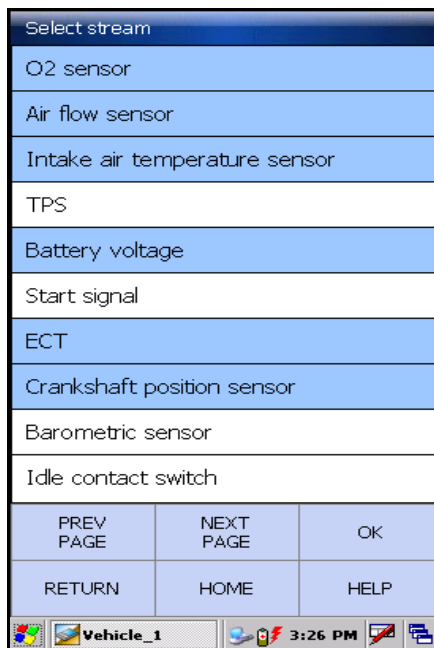 Select stream
O2 sensor
Air flow sensor
Intake air temperature sensor
TPS
Battery voltage
Start signal
ECT
Crankshaft position sensor
Barometric sensor
Idle contact switch
PREV PAGE
NEXT PAGE
OK
RETURN
HOME
HELP
Vehicle_1
3:26 PM